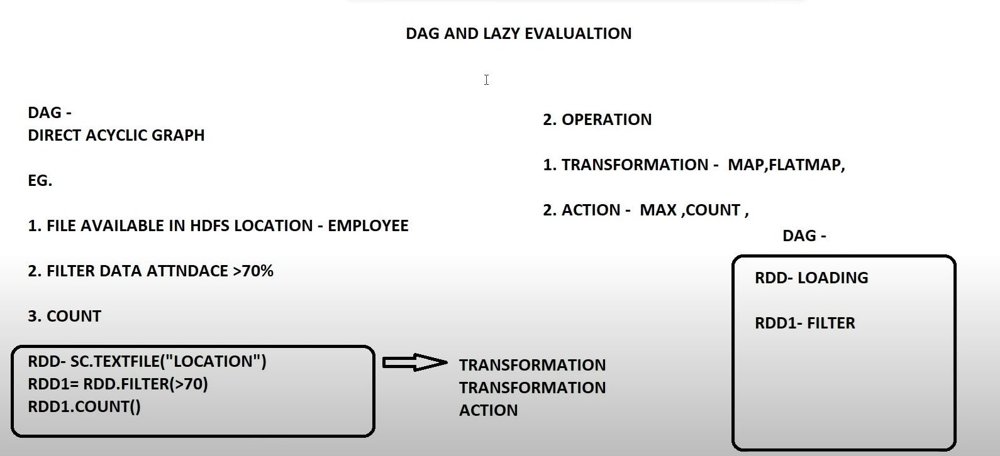 DAG AND LAZY EVALUALTION
DAG -
DIRECT ACYCLIC GRAPH
EG.
1. FILE AVAILABLE IN HDFS LOCATION - EMPLOYEE
2. FILTER DATA ATTNDACE >70%
3. COUNT
RDD- SC.TEXTFILE("LOCATION")
RDD1= RDD.FILTER(>70)
RDD1.COUNT()
TRANSFORMATION
TRANSFORMATION
ACTION
2. OPERATION
1. TRANSFORMATION -  MAP,FLATMAP,
2. ACTION -  MAX ,COUNT ,
DAG -
RDD- LOADING
RDD1- FILTER